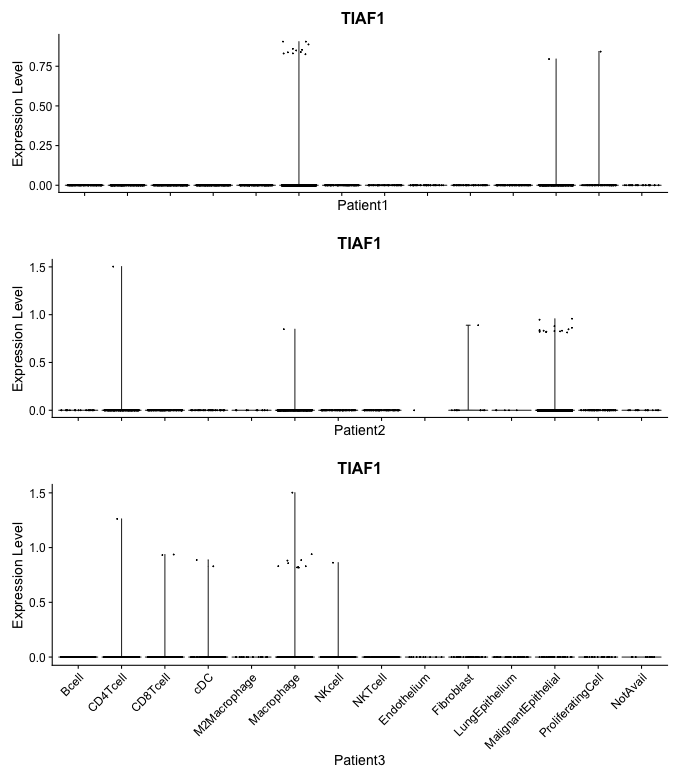 TIAF1
Expression Level
0.75
0.50
0.25
0.00
Patient1
TIAF1
Expression Level
1.5
1.0
0.5
0.0
Patient2
TIAF1
Expression Level
1.5
1.0
0.5
0.0
Bcell
CD4Tcell
CD8Tcell
cDC
M2Macrophage
Macrophage
NKcell
NKTcell
Endothelium
Fibroblast
LungEpithelium
MalignantEpithelial
ProliferatingCell
NotAvail
Patient3